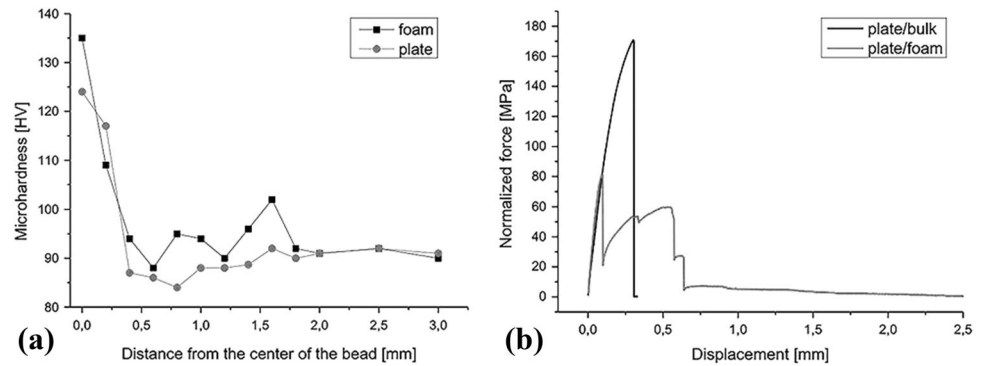 foam
plate
140
130
120
110
100
90
80
Microhardness [HV]
0,0 0,5 1,0 1,5 2,0 2,5 3,0
Distance from the center of the bead [mm]
(a)
plate/bulk
plate/foam
180
160
140
120
100
80
60
40
20
0
Normalized force [MPa]
0,0 0,5 1,0 1,5 2,0 2,5
Displacement [mm]
(b)